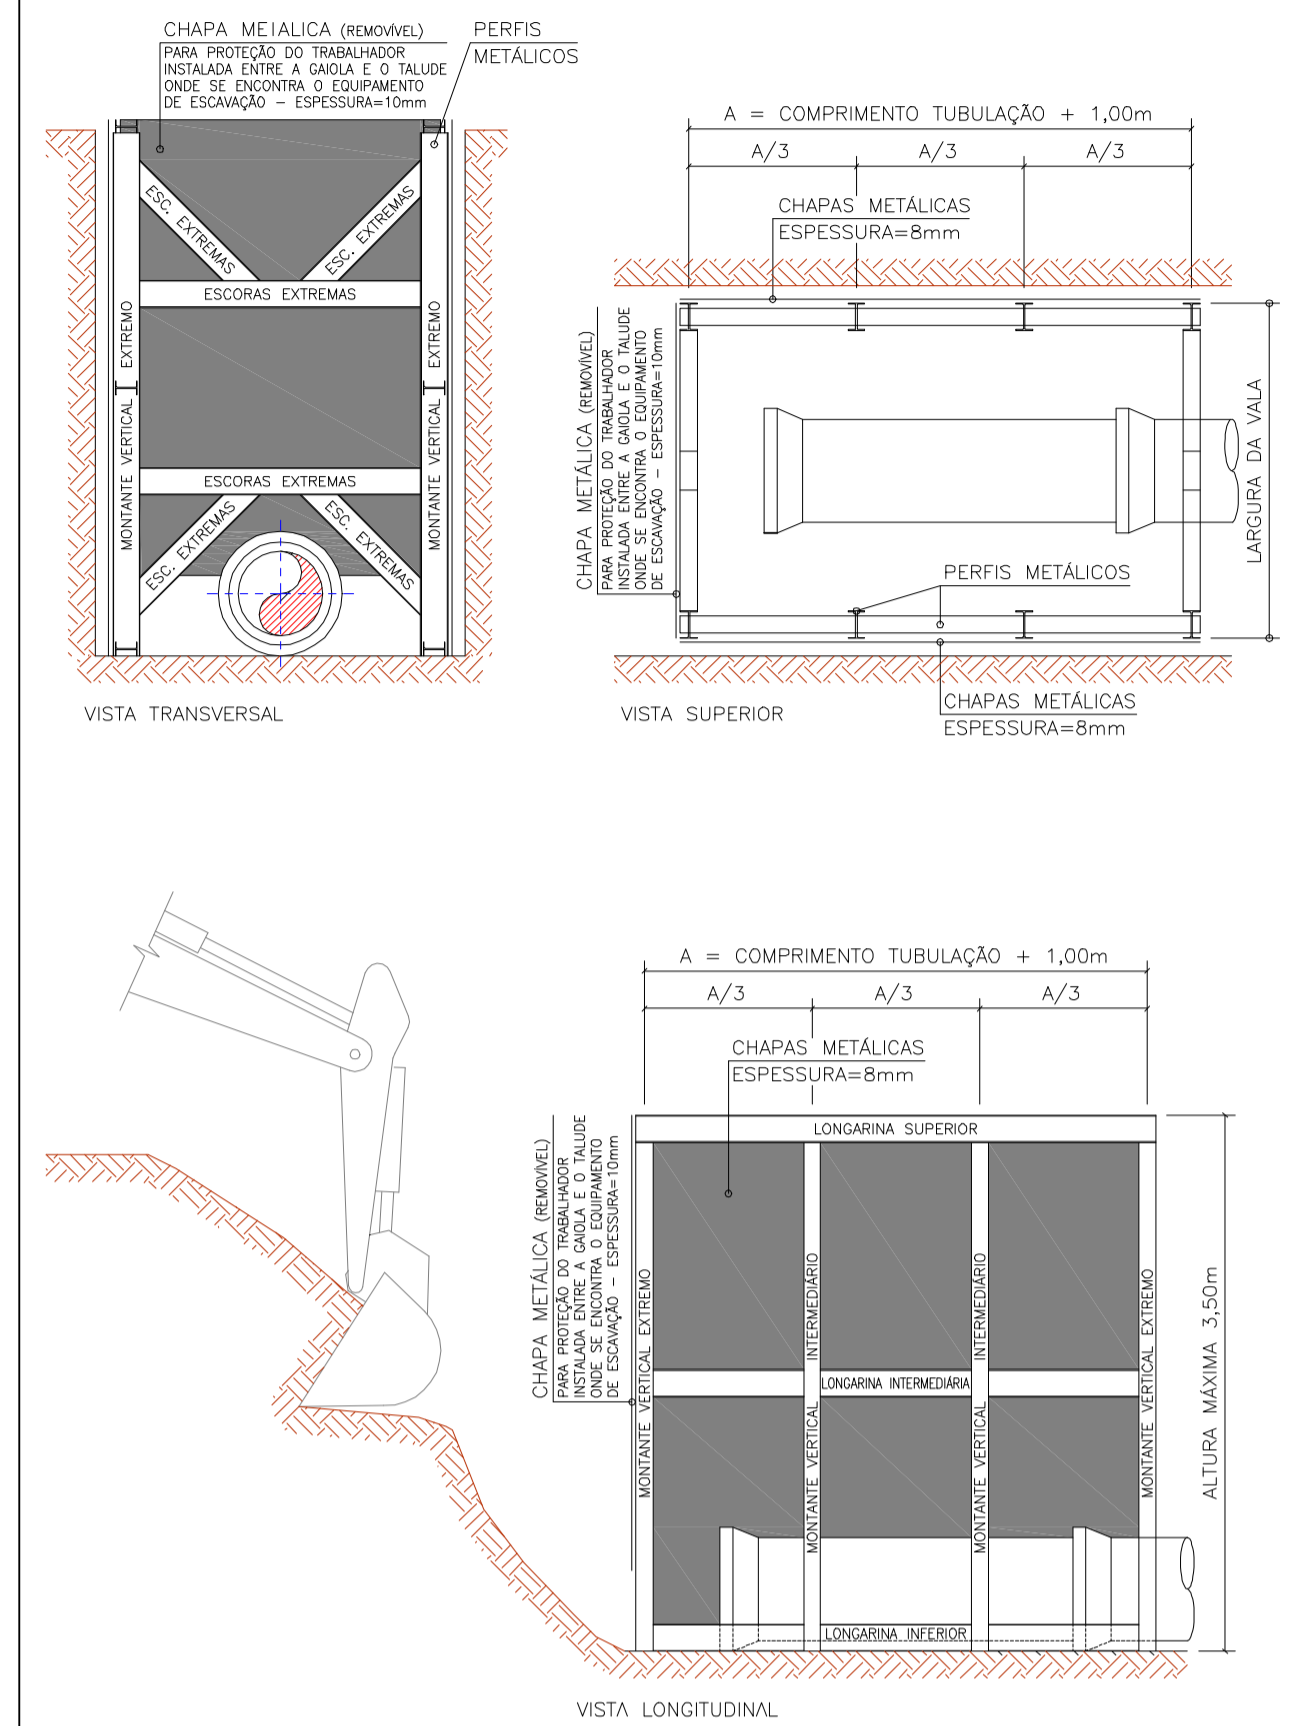 CHAPA MEIALICA (REMOVÍVEL)
PARA PROTEÇÃO DO TRABALHADOR
INSTALADA ENTRE A GAIOLA E O TALUDE
ONDE SE ENCONTRA O EQUIPAMENTO
DE ESCAVAÇÃO – ESPESSURA=10mm
PERFIS
METÁLICOS
ESC. EXTREMAS
ESC. EXTREMAS
ESCORAS EXTREMAS
MONTANTE VERTICAL EXTREMO
MONTANTE VERTICAL EXTREMO
ESCORAS EXTREMAS
ESC. EXTREMAS
ESC. EXTREMAS
VISTA TRANSVERSAL
A = COMPRIMENTO TUBULAÇÃO + 1,00m
A/3 A/3 A/3
CHAPAS METÁLICAS
ESPESSURA=8mm
CHAPA METÁLICA (REMOVÍVEL)
PARA PROTEÇÃO DO TRABALHADOR
INSTALADA ENTRE A GAIOLA E O TALUDE
ONDE SE ENCONTRA O EQUIPAMENTO
DE ESCAVAÇÃO – ESPESSURA=10mm
LARGURA DA VALA
PERFIS METÁLICOS
CHAPAS METÁLICAS
ESPESSURA=8mm
VISTA SUPERIOR
A = COMPRIMENTO TUBULAÇÃO + 1,00m
A/3 A/3 A/3
CHAPAS METÁLICAS
ESPESSURA=8mm
CHAPA METÁLICA (REMOVÍVEL)
PARA PROTEÇÃO DO TRABALHADOR
INSTALADA ENTRE A GAIOLA E O TALUDE
ONDE SE ENCONTRA O EQUIPAMENTO
DE ESCAVAÇÃO – ESPESSURA=10mm
LONGARINA SUPERIOR
MONTANTE VERTICAL EXTREMO
MONTANTE VERTICAL INTERMEDIÁRIO
LONGARINA INTERMEDIÁRIA
MONTANTE VERTICAL INTERMEDIÁRIO
MONTANTE VERTICAL EXTREMO
ALTURA MÁXIMA 3,50m
LONGARINA INFERIOR
VISTA LONGITUDINAL